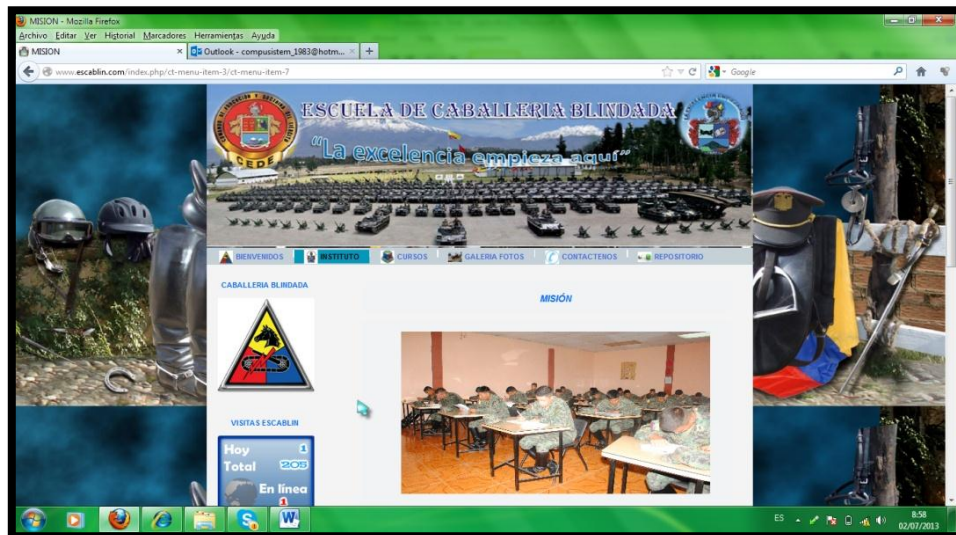 MISION - Mozilla Firefox
Archivo Editar Ver Historial Marcadores Herramientas Ayuda
MISION
Outlook - compusistem_1983@hotm...
www.escablin.com/index.php/ct-menu-item-3/ct-menu-item-7
Google
ESCUELA DE CABALLERIA BLINDADA
"La excelencia empieza aquí"
CEDE
BIENVENIDOS INSTITUTO CURSOS GALERIA FOTOS CONTACTENOS REPOSITORIO
CABALLERIA BLINDADA
MISIÓN
VISITAS ESCABLIN
Hoy 1
Total 205
En línea
1
ES
8:58
02/07/2013